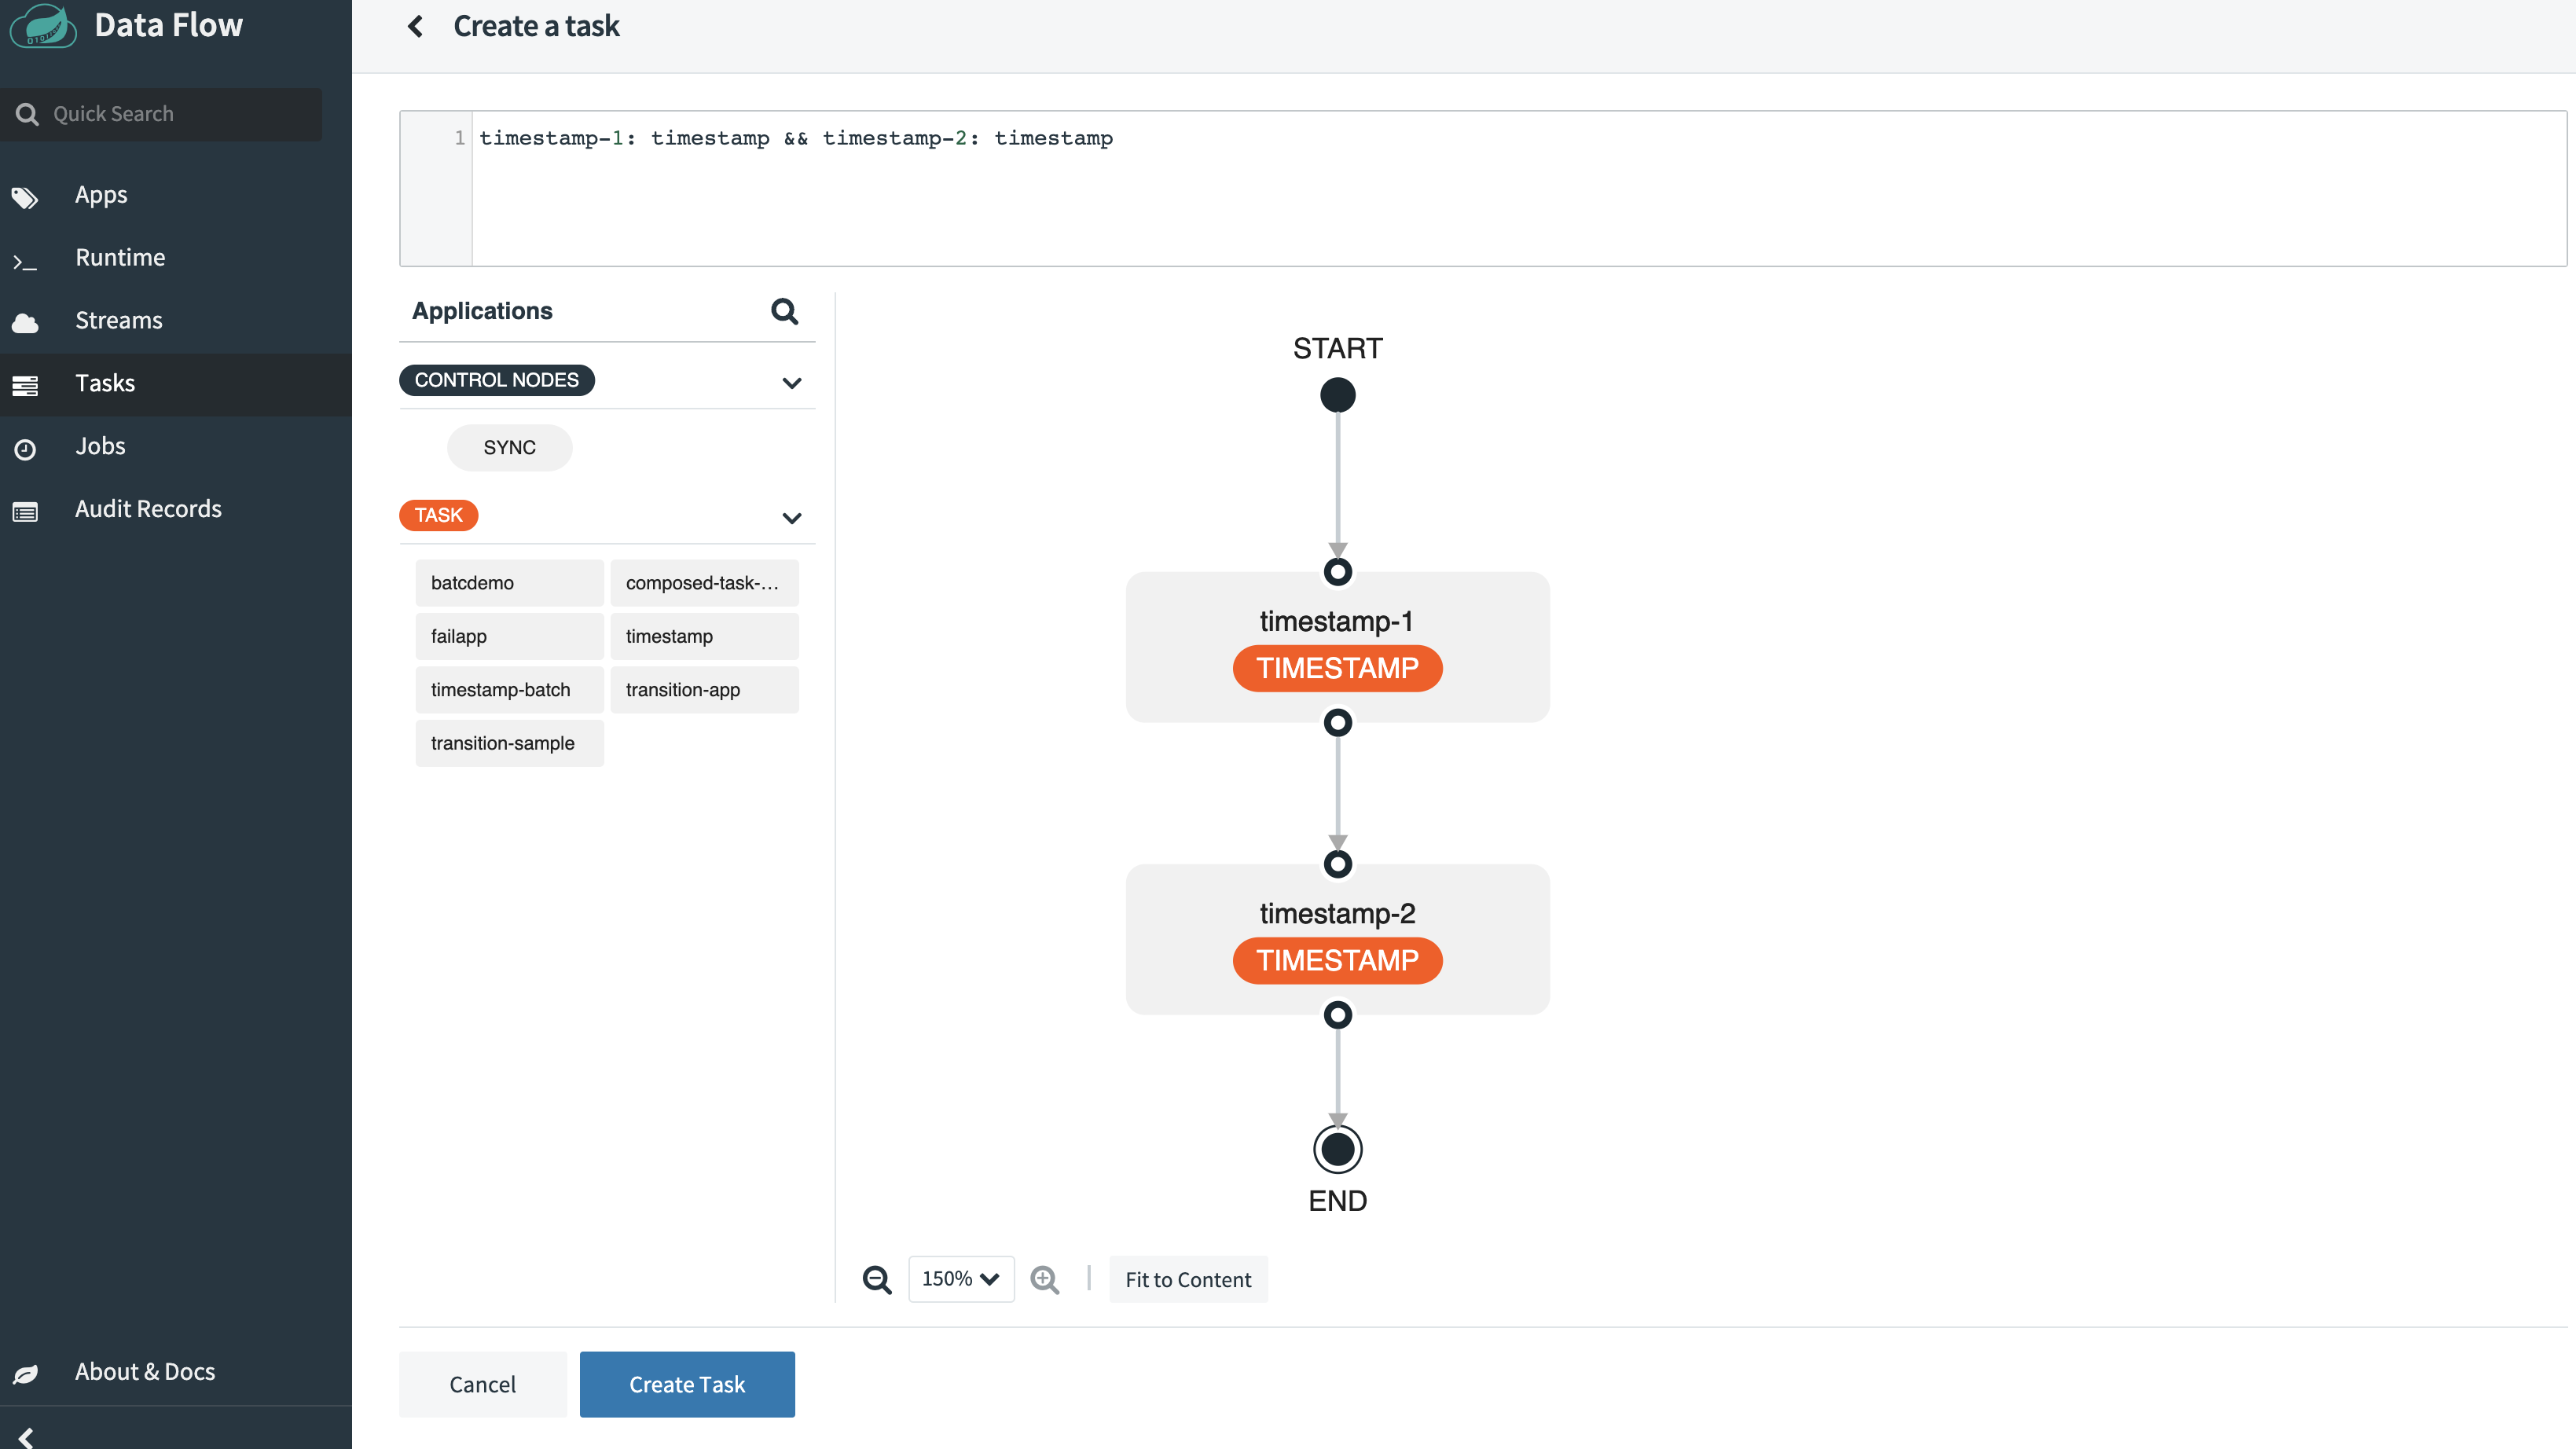 Data Flow
Quick Search
Apps
Runtime
Streams
Tasks
Jobs
Audit Records
About & Docs
Create a task
1 timestamp-1: timestamp && timestamp-2: timestamp
Applications
CONTROL NODES
SYNC
TASK
batcdemo composed-task-...
failapp timestamp
timestamp-batch transition-app
transition-sample
START
timestamp-1
TIMESTAMP
timestamp-2
TIMESTAMP
END
150% | Fit to Content
Cancel Create Task